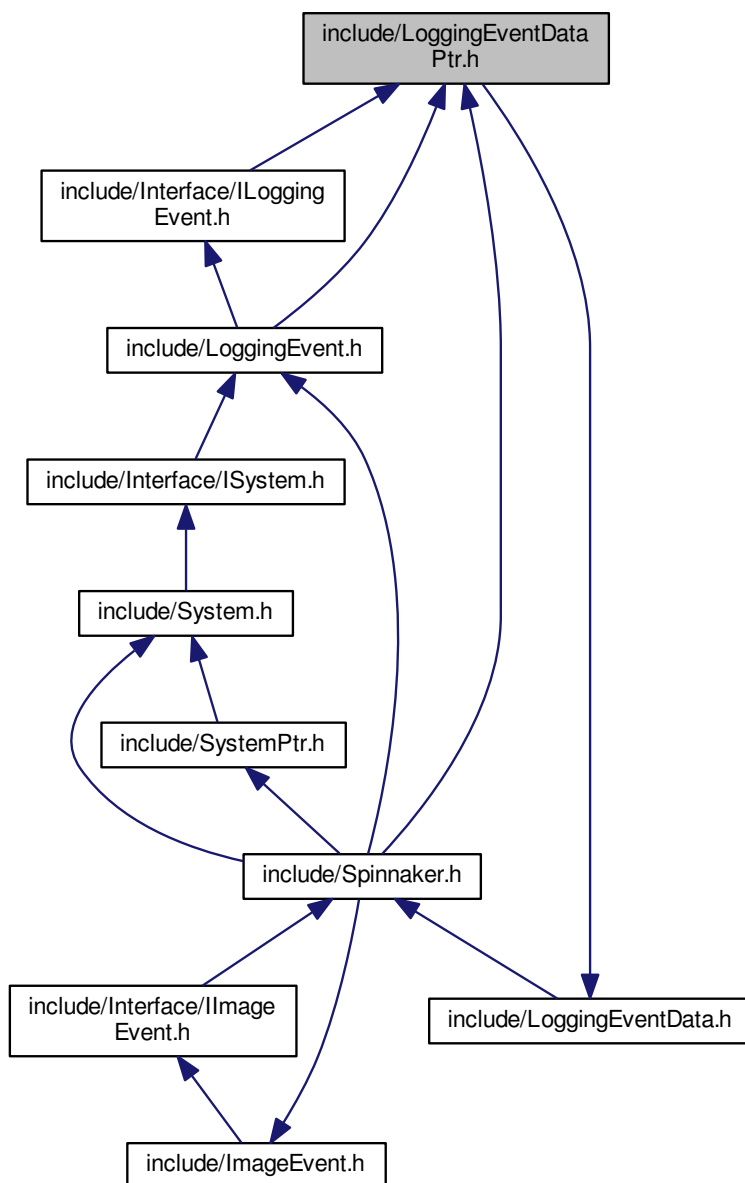 include/LoggingEventData
Ptr.h
include/Interface/ILogging
Event.h
include/LoggingEvent.h
include/Interface/ISystem.h
include/System.h
include/SystemPtr.h
include/Spinnaker.h
include/Interface/IImage
Event.h
include/LoggingEventData.h
include/ImageEvent.h